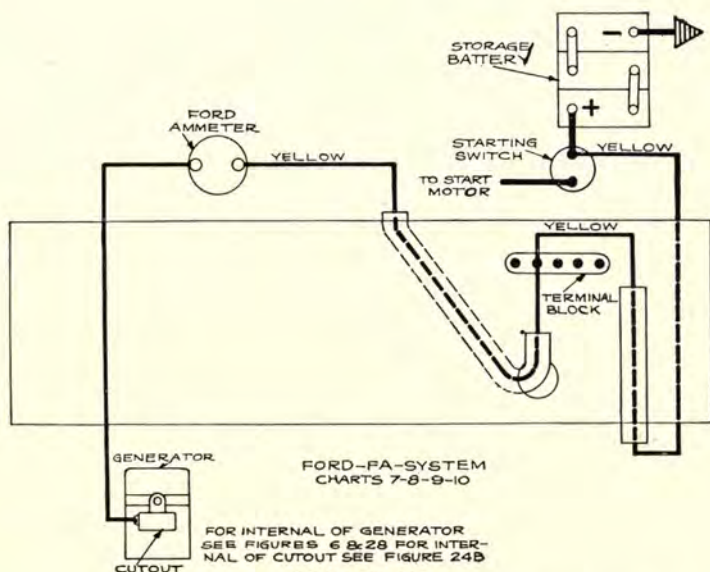 STORAGE
BATTERY
−
+
FORD
AMMETER
YELLOW
STARTING
SWITCH
YELLOW
TO START
MOTOR
YELLOW
TERMINAL
BLOCK
GENERATOR
FORD-FA-SYSTEM
CHARTS 7-8-9-10
FOR INTERNAL OF GENERATOR
SEE FIGURES 6 & 28 FOR INTER-
NAL OF CUTOUT SEE FIGURE 24B
CUTOUT